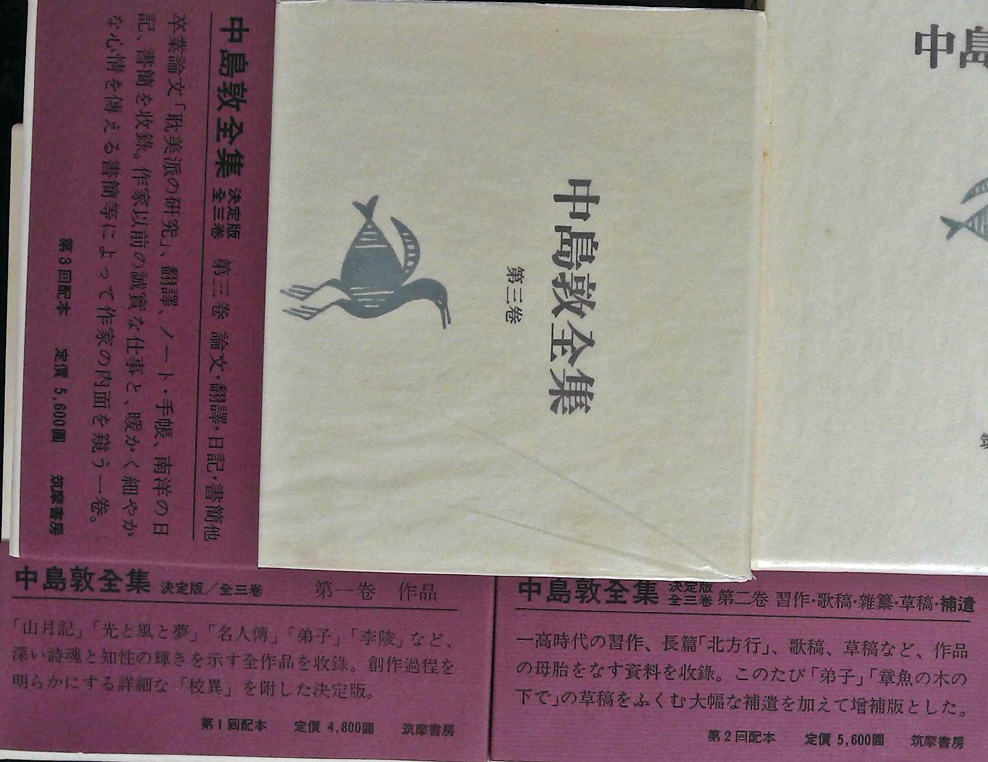 中島敦全集 決定版 全三巻 第三巻 論文・翻譯・日記・書簡他
卒業論文「耽美派の研究」、翻譯、ノート・手帳、南洋の日
記、書簡を収錄。作家以前の誠實な仕事と、暖かく細やか
な心情を傳える書簡等によって作家の内面を窺う一巻。
第3回配本 定價 5,600圓 筑摩書房
中島敦全集
第三巻
中島
中島敦全集 決定版/全三巻 第一巻 作品
「山月記」「光と風と夢」「名人傳」「弟子」「李陵」など、
深い詩魂と知性の輝きを示す全作品を収錄。創作過程を
明らかにする詳細な「校異」を附した決定版。
第1回配本 定價 4,800圓 筑摩書房
中島敦全集 決定版 全三巻 第二巻 習作・歌稿・雜纂・草稿・補遺
一高時代の習作、長篇「北方行」、歌稿、草稿など、作品
の母胎をなす資料を収錄。このたび「弟子」「章魚の木の
下で」の草稿をふくむ大幅な補遺を加えて増補版とした。
第2回配本 定價 5,600圓 筑摩書房